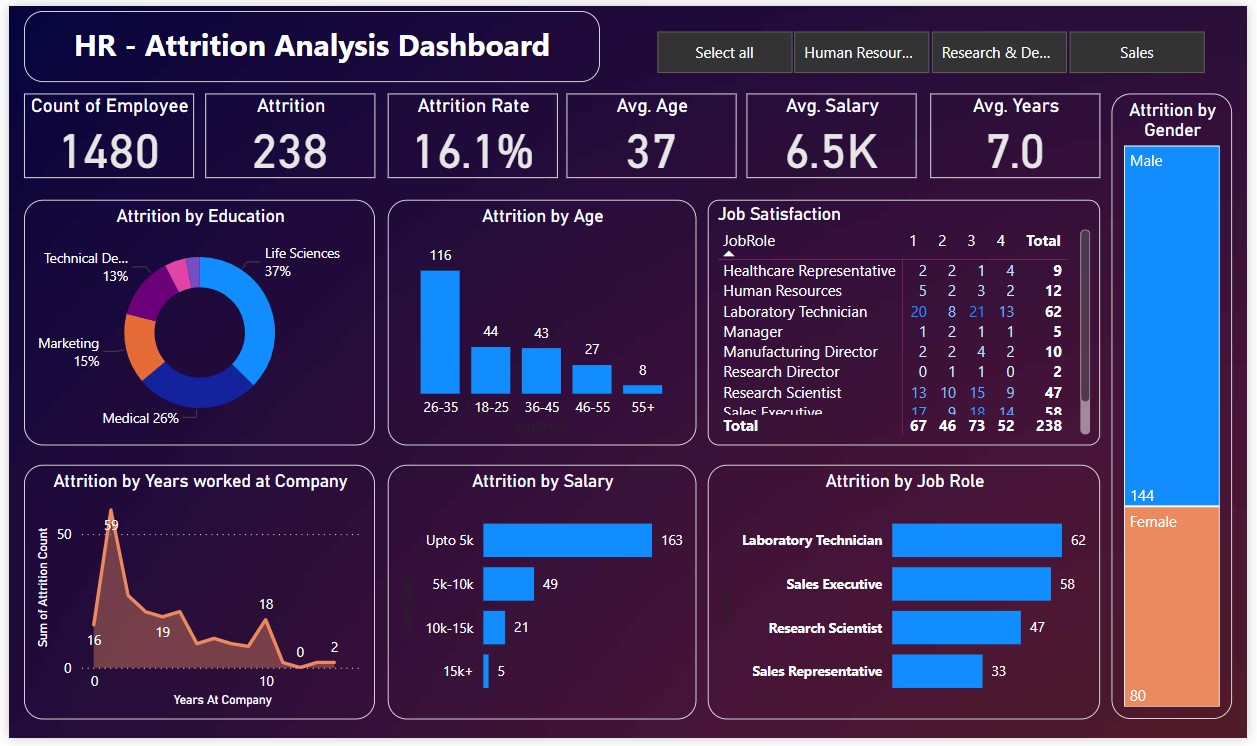 HR - Attrition Analysis Dashboard
Select all
Human Resour...
Research & De...
Sales
Count of Employee
1480
Attrition
238
Attrition Rate
16.1%
Avg. Age
37
Avg. Salary
6.5K
Avg. Years
7.0
Attrition by
Gender
Male
144
Female
80
Attrition by Education
Life Sciences
37%
Technical De...
13%
Marketing
15%
Medical 26%
Attrition by Age
116
44
43
27
8
26-35 18-25 36-45 46-55 55+
Job Satisfaction
JobRole 1 2 3 4 Total
Healthcare Representative 2 2 1 4 9
Human Resources 5 2 3 2 12
Laboratory Technician 20 8 21 13 62
Manager 1 2 1 1 5
Manufacturing Director 2 2 4 2 10
Research Director 0 1 1 0 2
Research Scientist 13 10 15 9 47
Sales Executive 17 9 18 14 58
Total 67 46 73 52 238
Attrition by Years worked at Company
Sum of Attrition Count
50
0
59
16
19
18
0
2
0 10
Years At Company
Attrition by Salary
Upto 5k 163
5k-10k 49
10k-15k 21
15k+ 5
Attrition by Job Role
Laboratory Technician 62
Sales Executive 58
Research Scientist 47
Sales Representative 33